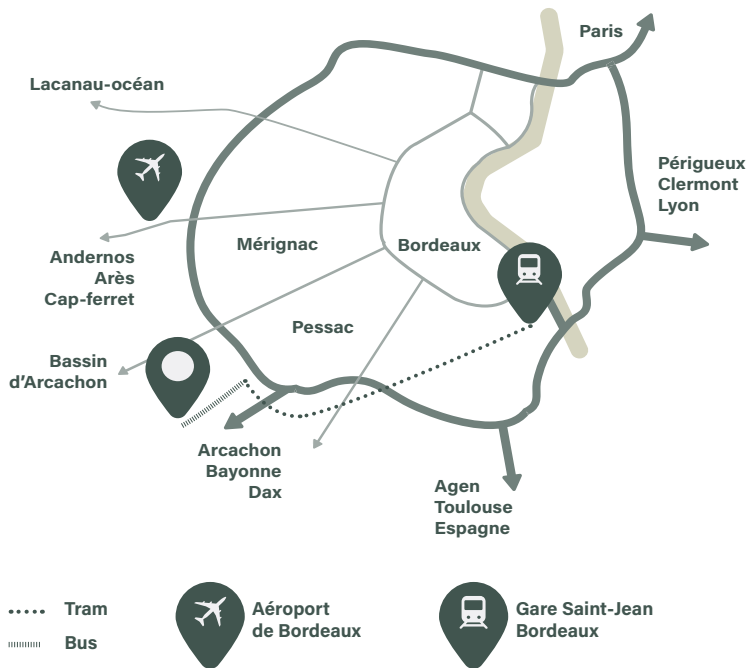 Paris
Lacanau-océan
Périgueux
Clermont
Lyon
Mérignac
Bordeaux
Andernos
Arès
Cap-ferret
Pessac
Bassin
d'Arcachon
Arcachon
Bayonne
Dax
Agen
Toulouse
Espagne
Tram
Bus
Aéroport
de Bordeaux
Gare Saint-Jean
Bordeaux